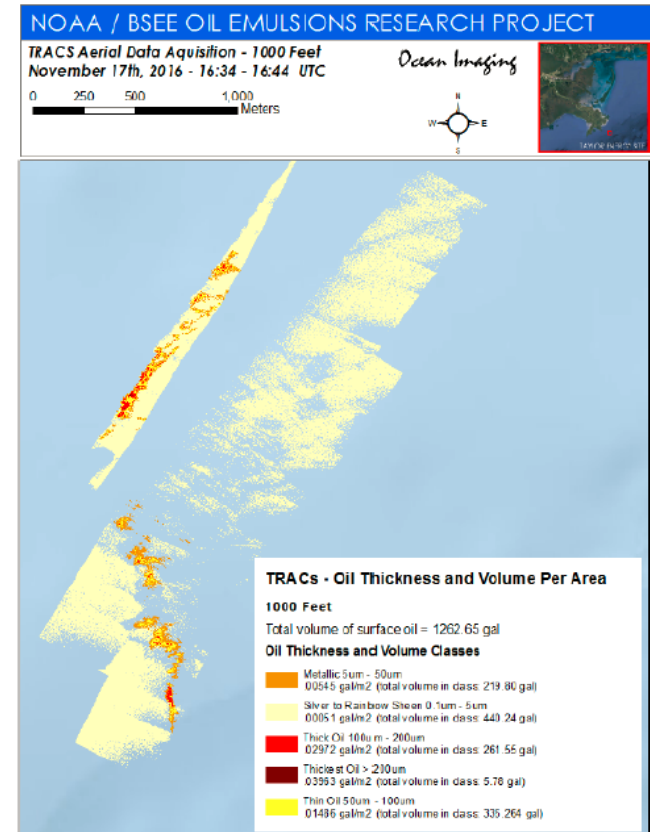 NOAA / BSEE OIL EMULSIONS RESEARCH PROJECT
TRACS Aerial Data Aquisition - 1000 Feet
November 17th, 2016 - 16:34 - 16:44 UTC
Ocean Imaging
0 250 500 1,000
Meters
N
W E
S
TAYLOR ENERGY SITE
TRACs - Oil Thickness and Volume Per Area
1000 Feet
Total volume of surface oil = 1262.65 gal
Oil Thickness and Volume Classes
Metallic 5um - 50um
.00545 gal/m2 (total volume in class: 219.80 gal)
Silver to Rainbow Sheen 0.1um - 5um
.00051 gal/m2 (total volume in class: 440.24 gal)
Thick Oil 100um - 200um
.02972 gal/m2 (total volume in class: 261.55 gal)
Thickest Oil > 200um
.03963 gal/m2 (total volume in class: 5.78 gal)
Thin Oil 50um - 100um
.01486 gal/m2 (total volume in class: 335.264 gal)